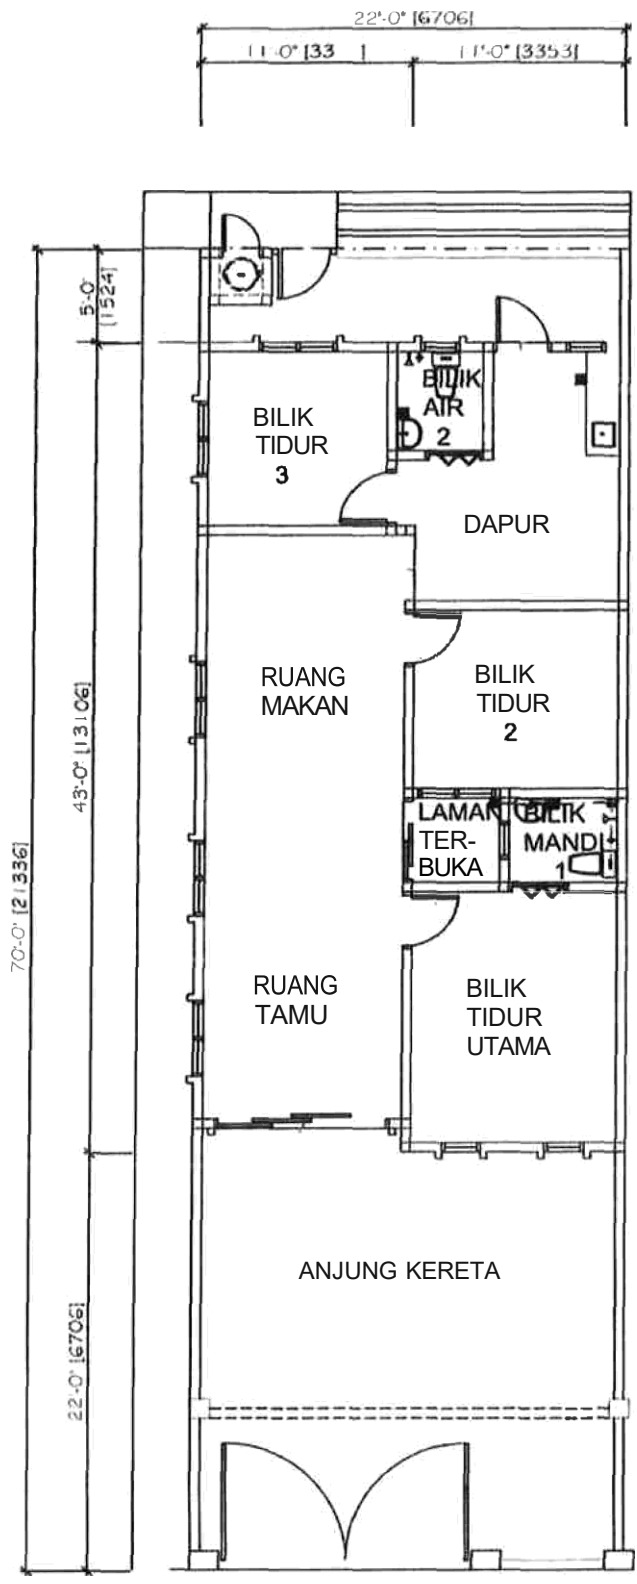 22'-0" [6706]
11'-0" [33 ]
11'-0" [3353]
5'-0"
[1524]
BILIK
TIDUR
3
BILIK
AIR
2
DAPUR
RUANG
MAKAN
BILIK
TIDUR
2
43'-0" [13106]
LAMAN
TER-
BUKA
BILIK
MANDI
1
70'-0" [21336]
RUANG
TAMU
BILIK
TIDUR
UTAMA
ANJUNG KERETA
22'-0" [6706]